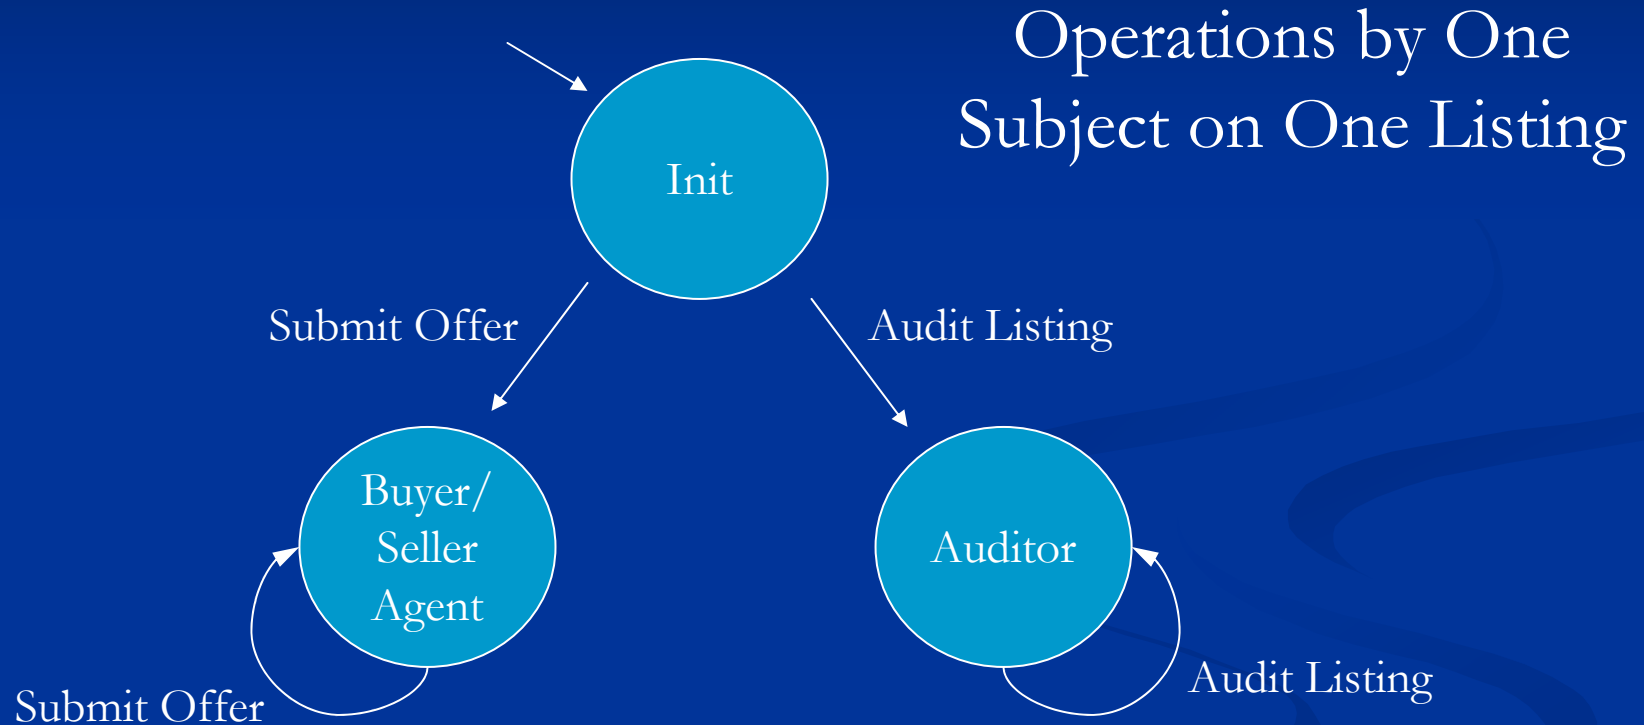 Operations by One
Subject on One Listing
Init
Submit Offer
Audit Listing
Buyer/
Seller
Agent
Auditor
Submit Offer
Audit Listing